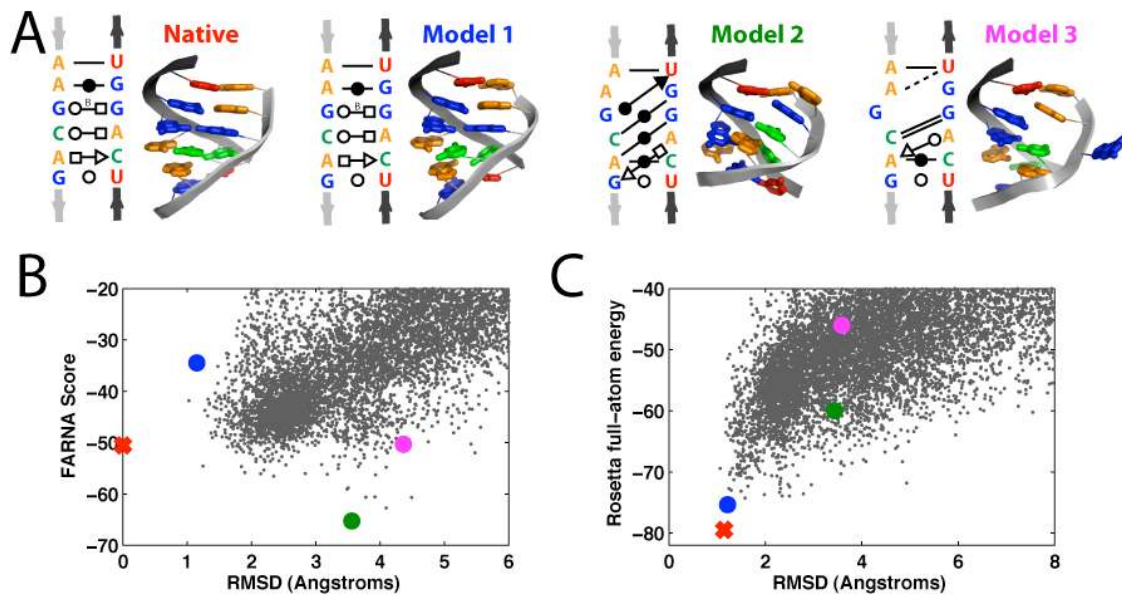 A
Native
A U
A G
G B G
C A
A C
G U
Model 1
A U
A G
G B G
C A
A C
G U
Model 2
A U
A G
G G
C A
A C
G U
Model 3
A U
A G
G G
C A
A C
G U
B
FARNA Score
−20
−30
−40
−50
−60
−70
0 1 2 3 4 5 6
RMSD (Angstroms)
C
Rosetta full−atom energy
−40
−50
−60
−70
−80
0 2 4 6 8
RMSD (Angstroms)